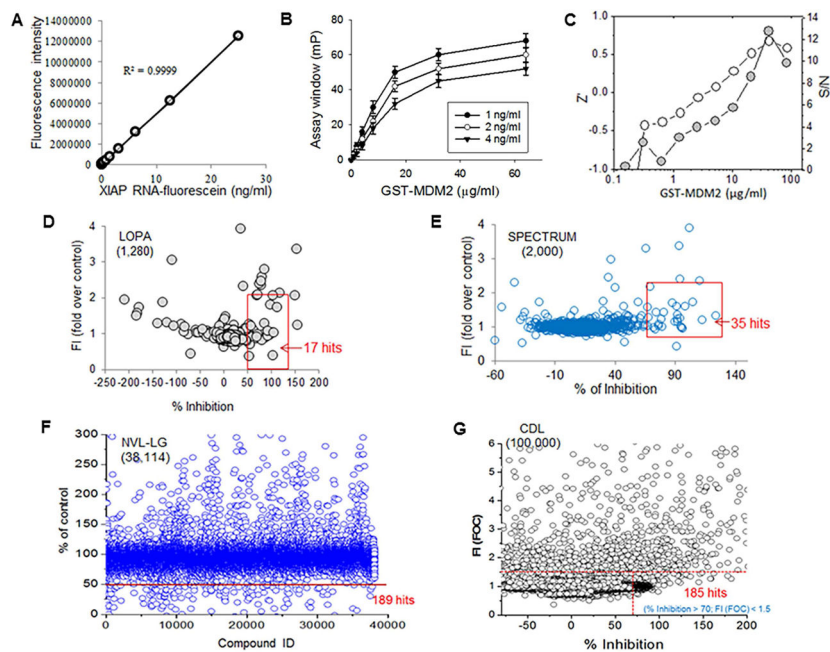 A
Fluorescence intensity
14000000
12000000
10000000
8000000
6000000
4000000
2000000
0
R² = 0.9999
0 5 10 15 20 25 30
XIAP RNA-fluorescein (ng/ml)
B
Assay window (mP)
80
60
40
20
0
1 ng/ml
2 ng/ml
4 ng/ml
0 20 40 60
GST-MDM2 (µg/ml)
C
Z'
1.0
0.5
0.0
-0.5
-1.0
14
12
10
8
6
4
2
0
N/S
0.1 1 10 100
GST-MDM2 (µg/ml)
D
LOPA
(1,280)
FI (fold over control)
4
3
2
1
0
17 hits
-250 -200 -150 -100 -50 0 50 100 150 200
% Inhibition
E
SPECTRUM
(2,000)
FI (fold over control)
4
3
2
1
0
35 hits
-60 -10 40 90 140
% of Inhibition
F
NVL-LG
(38,114)
% of control
300
250
200
150
100
50
0
189 hits
0 10000 20000 30000 40000
Compound ID
G
CDL
(100,000)
FI (FOC)
6
5
4
3
2
1
0
185 hits
(% Inhibition > 70; FI (FOC) < 1.5
-50 0 50 100 150 200
% Inhibition